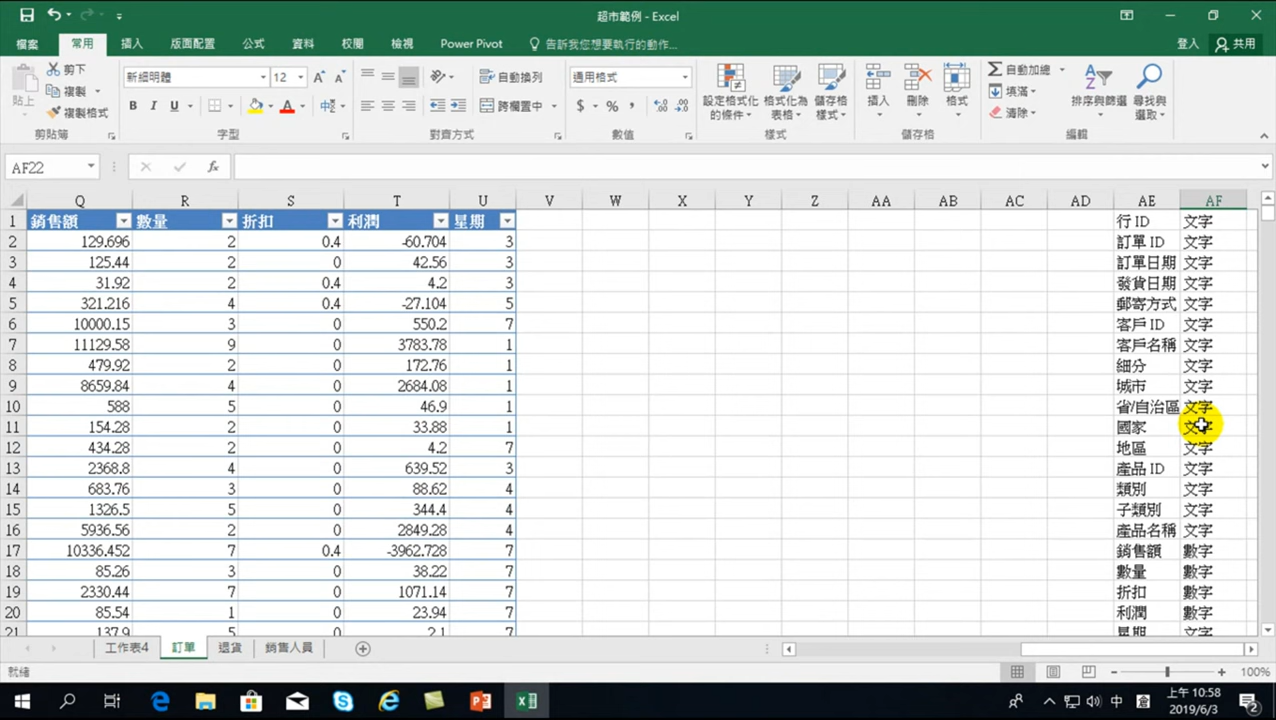 超市範例 - Excel
檔案 常用 插入 版面配置 公式 資料 校閱 檢視 Power Pivot 告訴我您想要執行的動作... 登入 共用
貼上 剪下 複製 複製格式 剪貼簿
新細明體 12 B I U 中 A 字型
自動換列 跨欄置中 對齊方式
通用格式 $ % , 數值
設定格式化的條件 格式化為表格 儲存格樣式 樣式
插入 刪除 格式 儲存格
自動加總 填滿 清除 排序與篩選 尋找與選取 編輯
AF22 fx
Q R S T U V W X Y Z AA AB AC AD AE AF
1 銷售額 數量 折扣 利潤 星期 行 ID 文字
2 129.696 2 0.4 -60.704 3 訂單 ID 文字
3 125.44 2 0 42.56 3 訂單日期 文字
4 31.92 2 0.4 4.2 3 發貨日期 文字
5 321.216 4 0.4 -27.104 5 郵寄方式 文字
6 10000.15 3 0 550.2 7 客戶 ID 文字
7 11129.58 9 0 3783.78 1 客戶名稱 文字
8 479.92 2 0 172.76 1 細分 文字
9 8659.84 4 0 2684.08 1 城市 文字
10 588 5 0 46.9 1 省/自治區 文字
11 154.28 2 0 33.88 1 國家 文字
12 434.28 2 0 4.2 7 地區 文字
13 2368.8 4 0 639.52 3 產品 ID 文字
14 683.76 3 0 88.62 4 類別 文字
15 1326.5 5 0 344.4 4 子類別 文字
16 5936.56 2 0 2849.28 4 產品名稱 文字
17 10336.452 7 0.4 -3962.728 7 銷售額 數字
18 85.26 3 0 38.22 7 數量 數字
19 2330.44 7 0 1071.14 7 折扣 數字
20 85.54 1 0 23.94 7 利潤 數字
21 137.9 5 0 2.1 7 星期 文字
工作表4 訂單 退貨 銷售人員
就緒 100%
中 倉 上午 10:58
2019/6/3 2